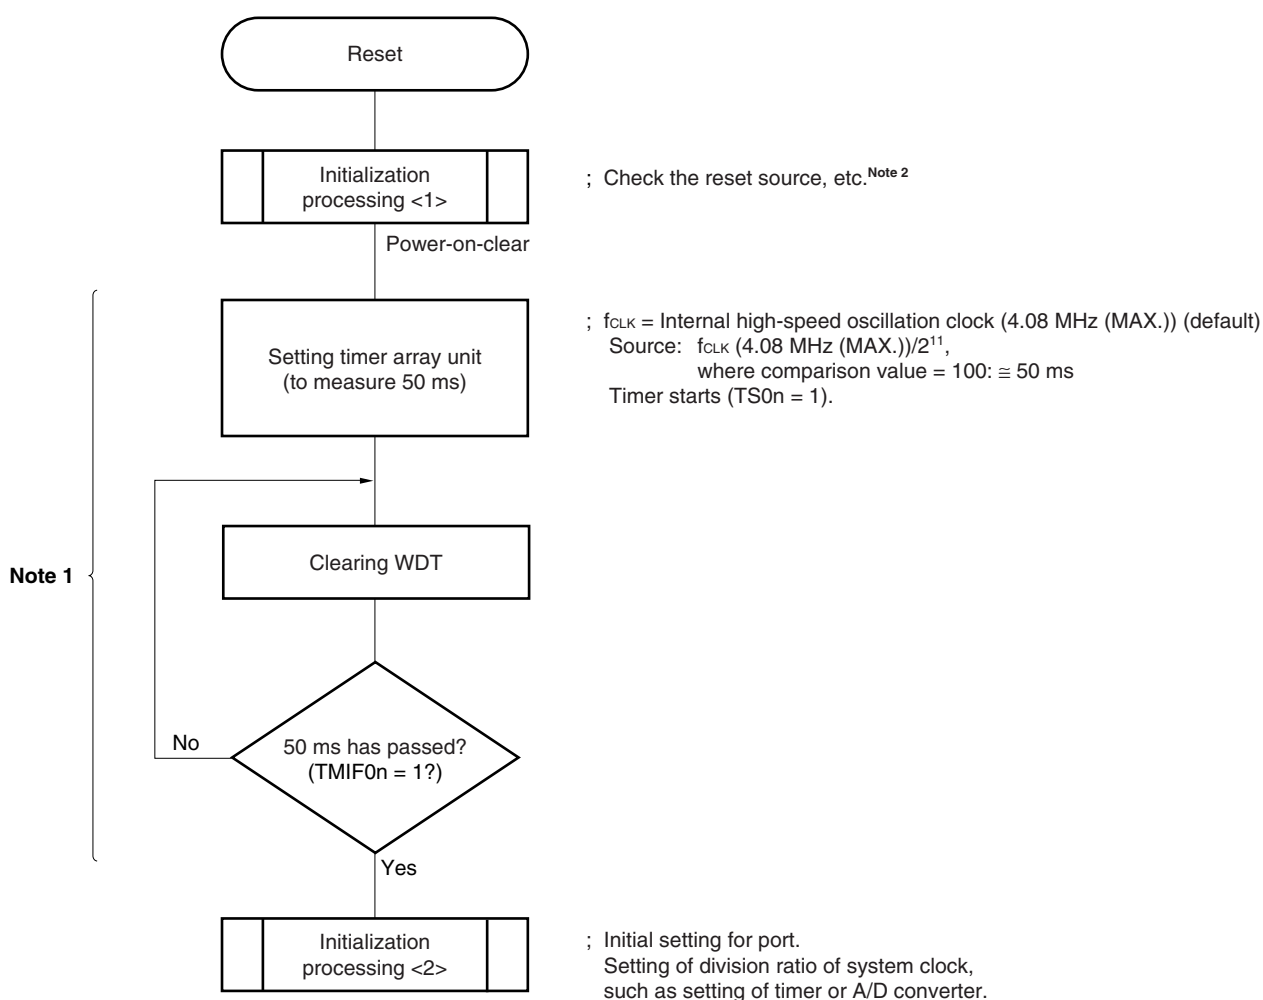 Reset
Initialization
processing <1>
; Check the reset source, etc.Note 2
Power-on-clear
Setting timer array unit
(to measure 50 ms)
; fCLK = Internal high-speed oscillation clock (4.08 MHz (MAX.)) (default)
Source: fCLK (4.08 MHz (MAX.))/2¹¹,
where comparison value = 100: ≅ 50 ms
Timer starts (TS0n = 1).
Note 1
Clearing WDT
No
50 ms has passed?
(TMIF0n = 1?)
Yes
Initialization
processing <2>
; Initial setting for port.
Setting of division ratio of system clock,
such as setting of timer or A/D converter.